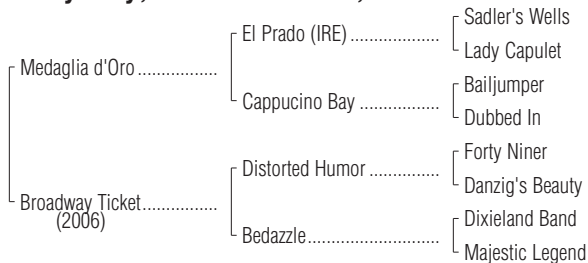 Sadler's Wells
El Prado (IRE) ..................
Lady Capulet
Medaglia d'Oro ................
Bailjumper
Cappucino Bay ................
Dubbed In
Forty Niner
Distorted Humor ..............
Danzig's Beauty
Broadway Ticket...............
(2006)
Dixieland Band
Bedazzle..........................
Majestic Legend